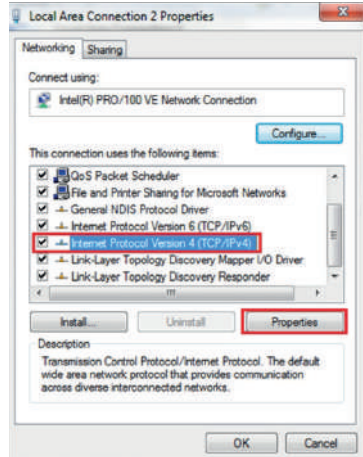 Local Area Connection 2 Properties
Networking
Sharing
Connect using:
Intel(R) PRO/100 VE Network Connection
Configure...
This connection uses the following items:
QoS Packet Scheduler
File and Printer Sharing for Microsoft Networks
General NDIS Protocol Driver
Internet Protocol Version 6 (TCP/IPv6)
Internet Protocol Version 4 (TCP/IPv4)
Link-Layer Topology Discovery Mapper I/O Driver
Link-Layer Topology Discovery Responder
Install...
Uninstall
Properties
Description
Transmission Control Protocol/Internet Protocol. The default
wide area network protocol that provides communication
across diverse interconnected networks.
OK
Cancel